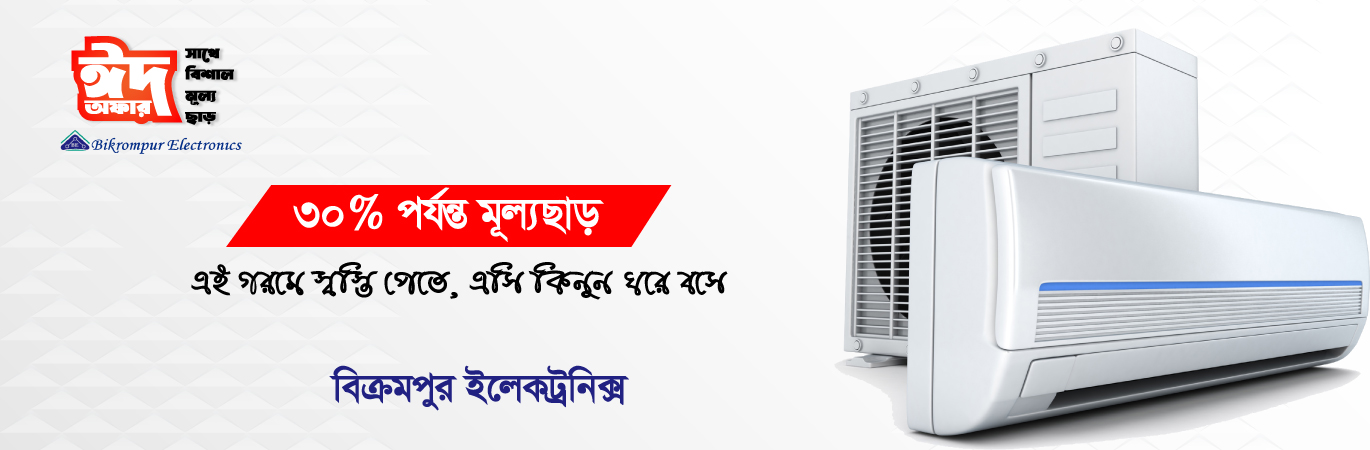 ঈদ
অফার
সাথে
বিশাল
মূল্য
ছাড়
Bikrompur Electronics
৩০% পর্যন্ত মূল্যছাড়
এই গরমে স্বস্তি পেতে, এসি কিনুন ঘরে বসে
বিক্রমপুর ইলেকট্রনিক্স